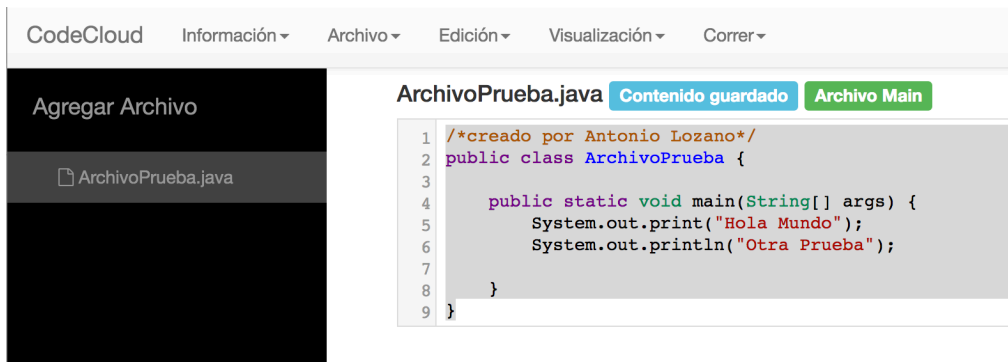 CodeCloud Información Archivo Edición Visualización Correr
Agregar Archivo
ArchivoPrueba.java
ArchivoPrueba.java Contenido guardado Archivo Main
1 /*creado por Antonio Lozano*/
2 public class ArchivoPrueba {
3
4 public static void main(String[] args) {
5 System.out.print("Hola Mundo");
6 System.out.println("Otra Prueba");
7
8 }
9 }